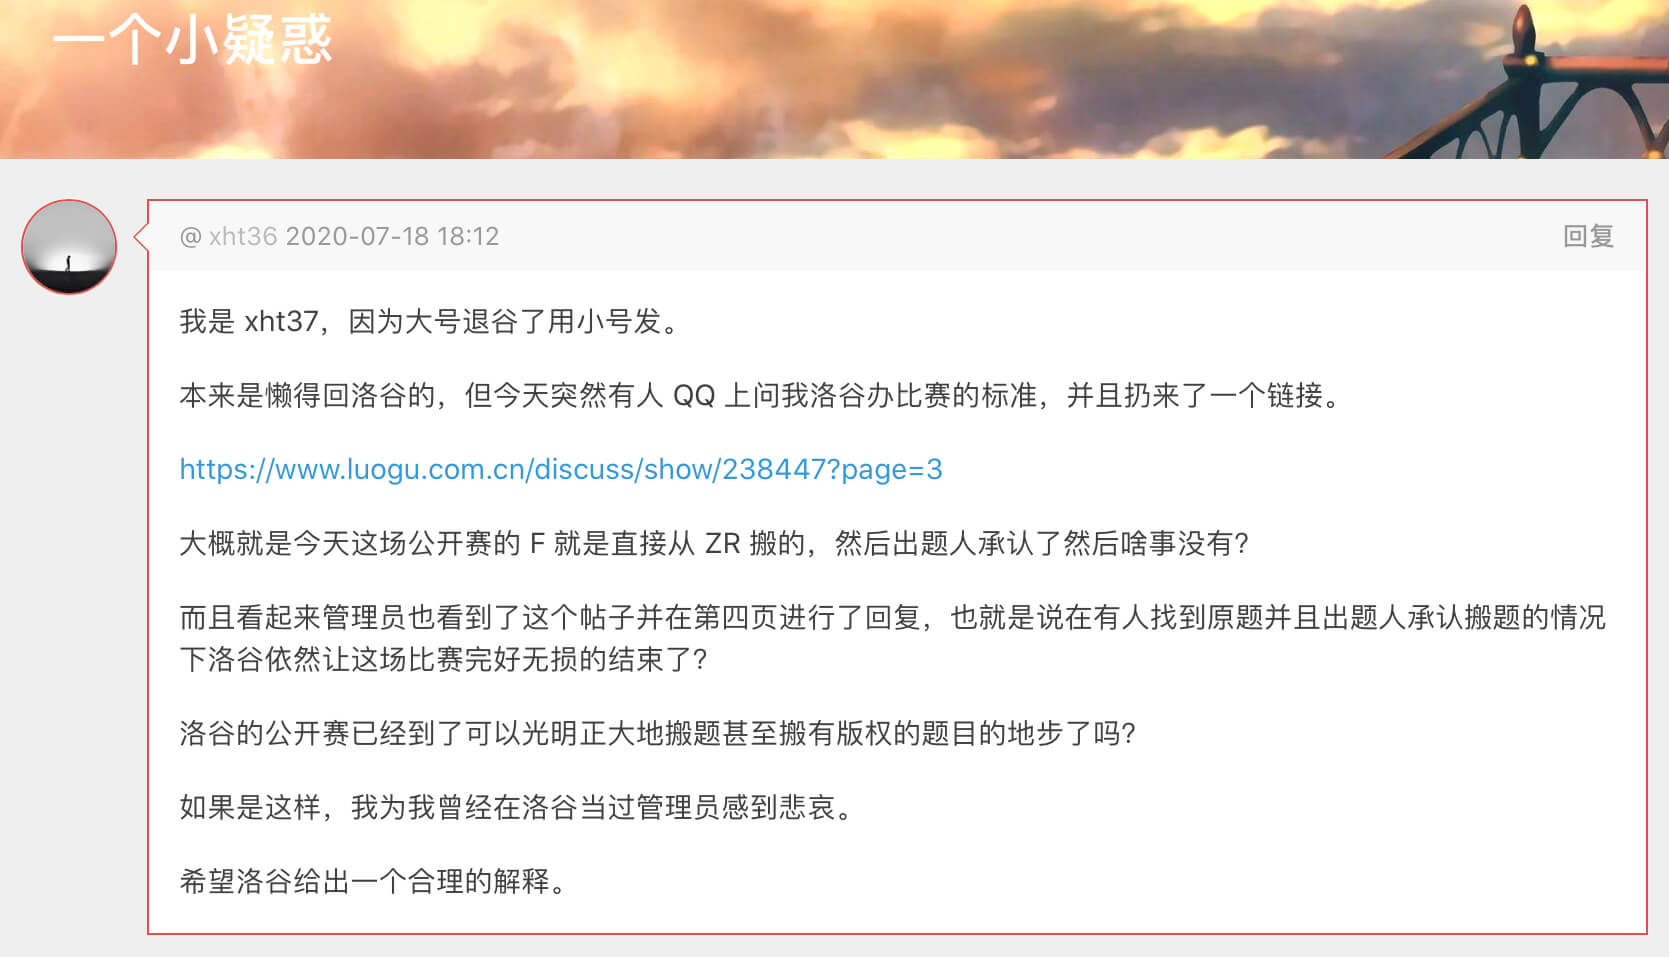 一个小疑惑
@ xht36 2020-07-18 18:12
回复
我是 xht37，因为大号退谷了用小号发。
本来是懒得回洛谷的，但今天突然有人 QQ 上问我洛谷办比赛的标准，并且扔来了一个链接。
https://www.luogu.com.cn/discuss/show/238447?page=3
大概就是今天这场公开赛的 F 就是直接从 ZR 搬的，然后出题人承认了然后啥事没有？
而且看起来管理员也看到了这个帖子并在第四页进行了回复，也就是说在有人找到原题并且出题人承认搬题的情况
下洛谷依然让这场比赛完好无损的结束了？
洛谷的公开赛已经到了可以光明正大地搬题甚至搬有版权的题目的地步了吗？
如果是这样，我为我曾经在洛谷当过管理员感到悲哀。
希望洛谷给出一个合理的解释。